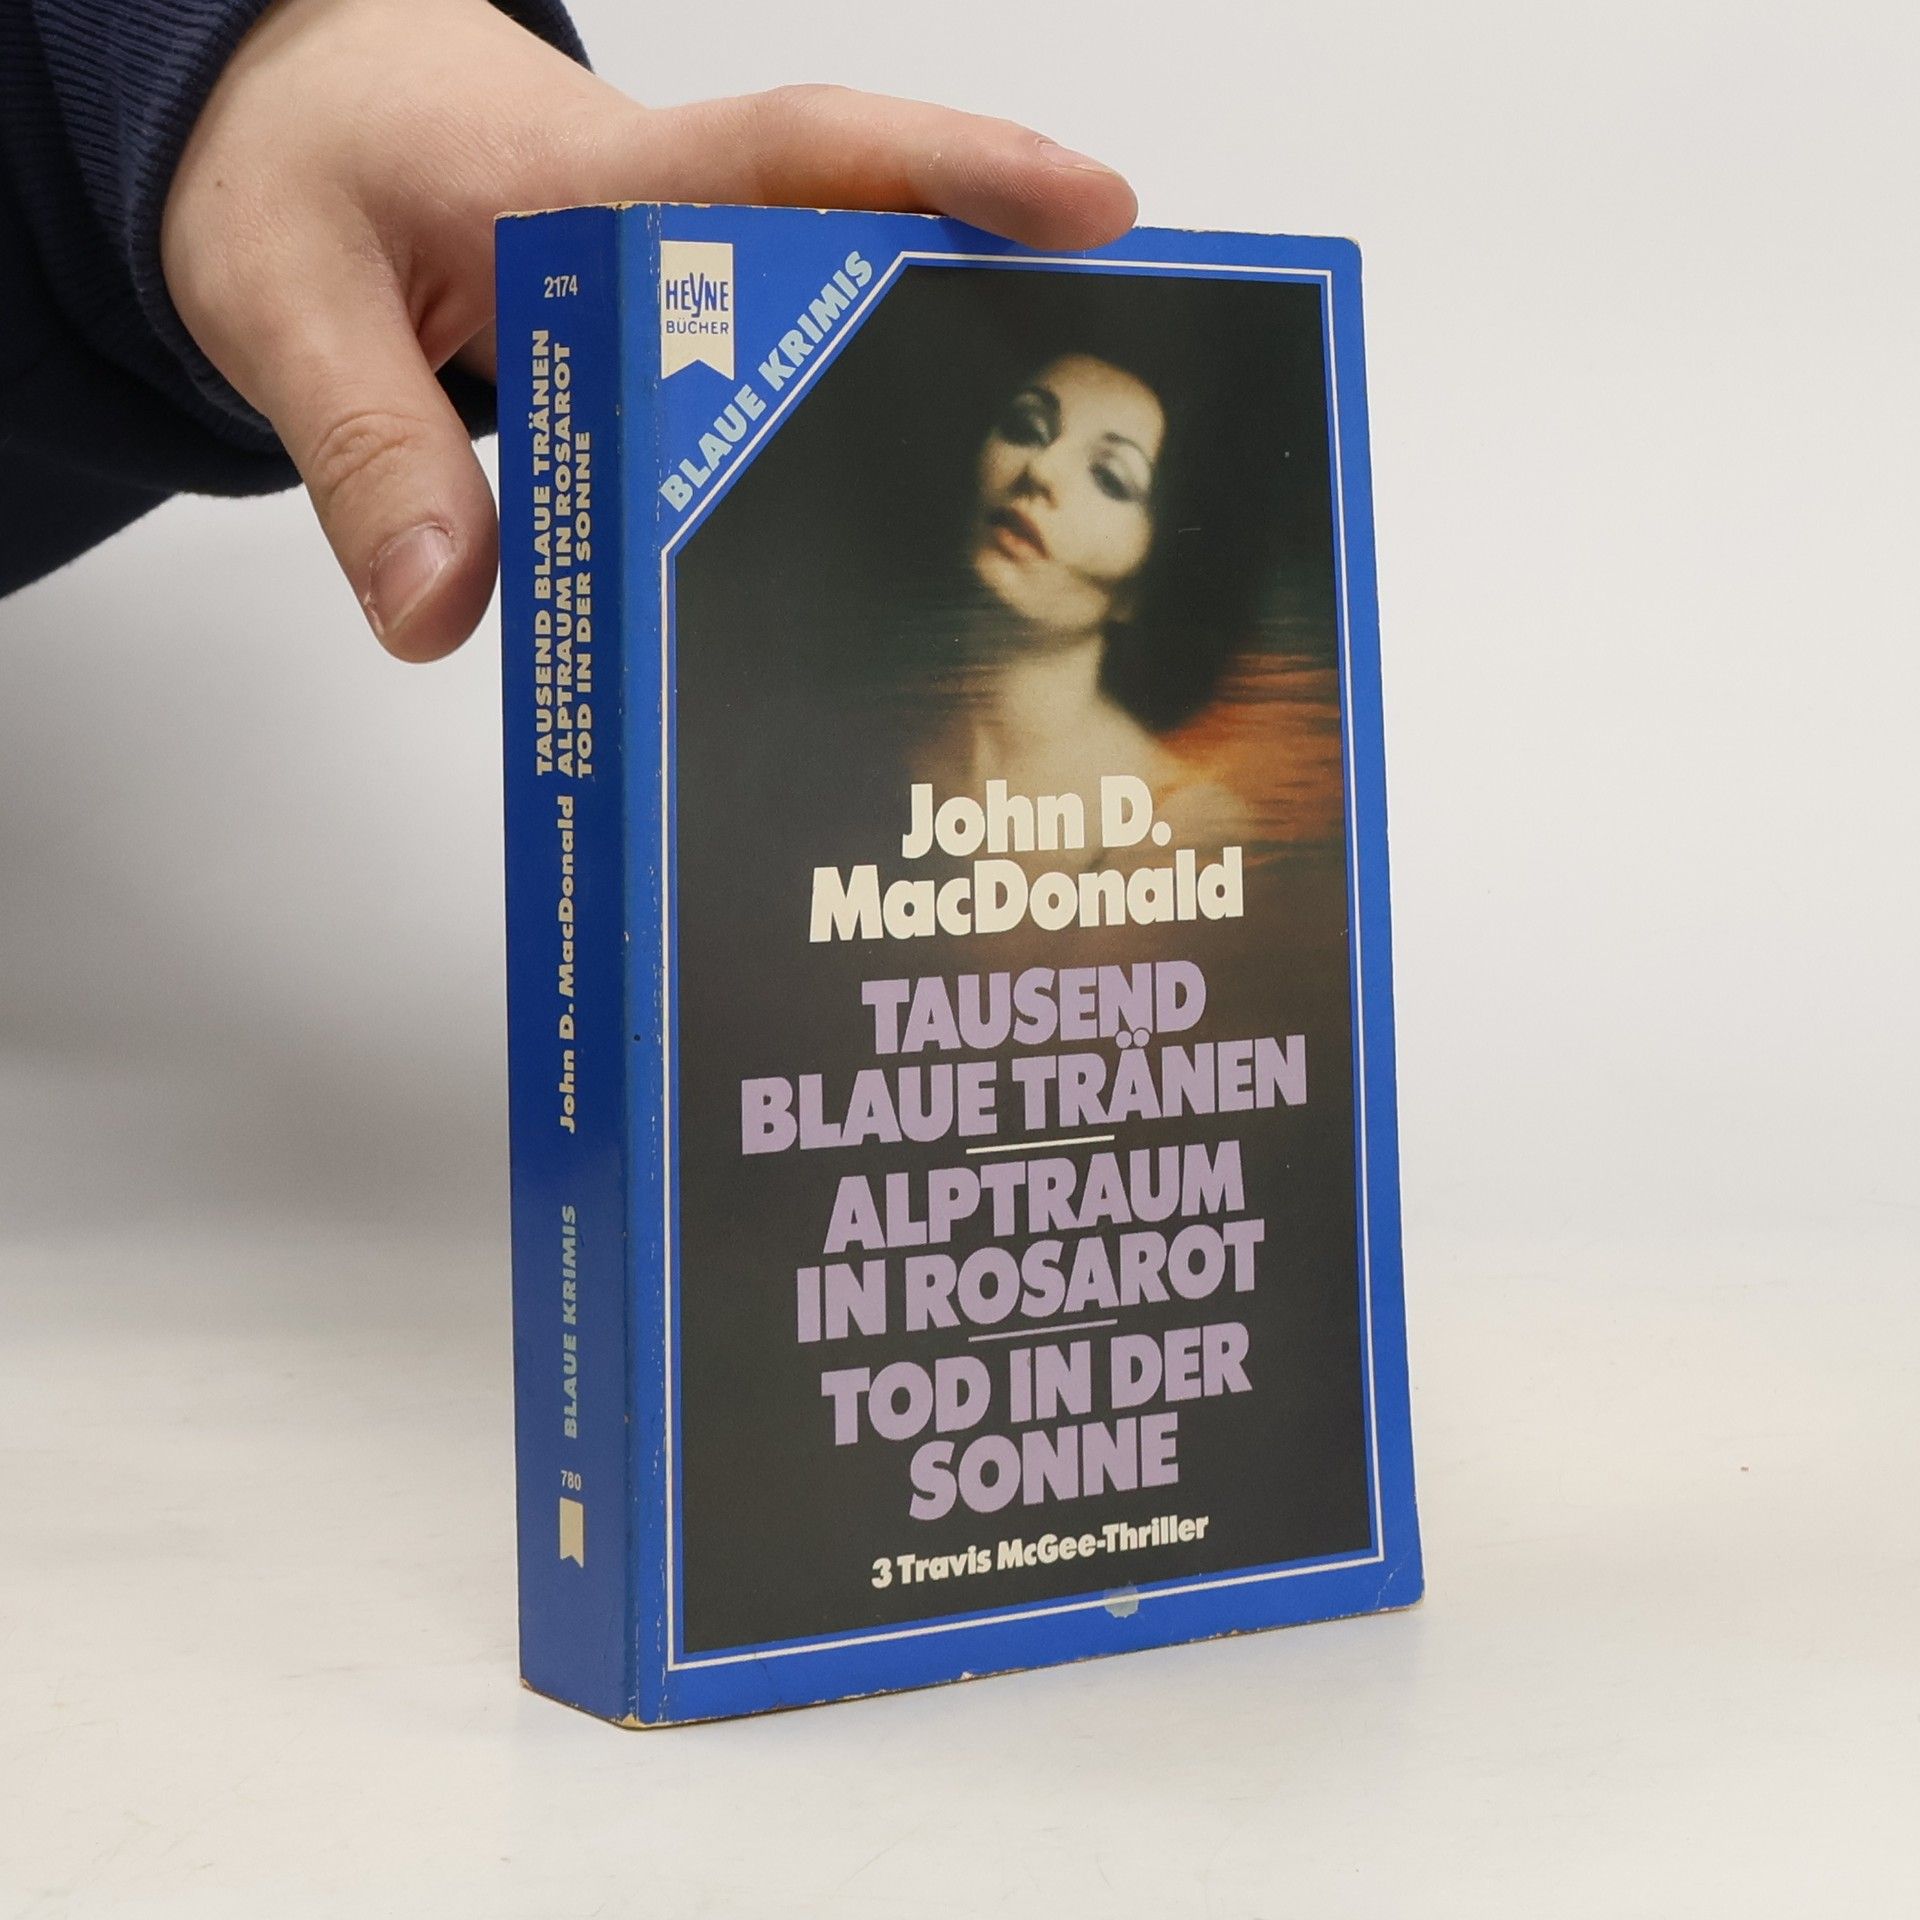 2174
TAUSEND BLAUE TRÄNEN
ALPTRAUM IN ROSAROT
TOD IN DER SONNE
John D. MacDonald
BLAUE KRIMIS
780
HEYNE
BÜCHER
BLAUE KRIMIS
John D.
MacDonald
TAUSEND
BLAUE TRÄNEN
ALPTRAUM
IN ROSAROT
TOD IN DER
SONNE
3 Travis McGee-Thriller